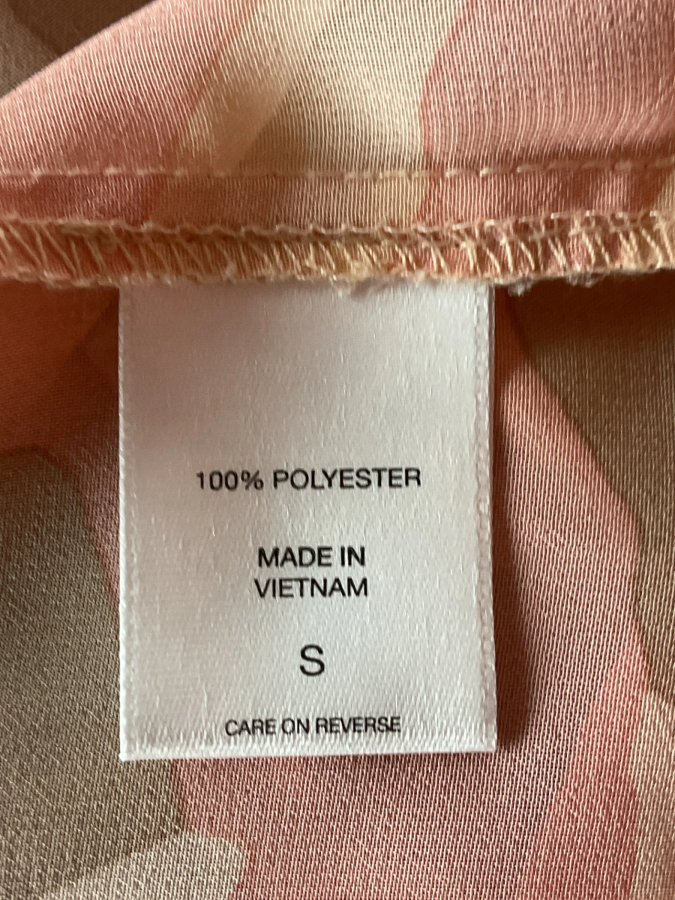 100% POLYESTER
MADE IN
VIETNAM
S
CARE ON REVERSE